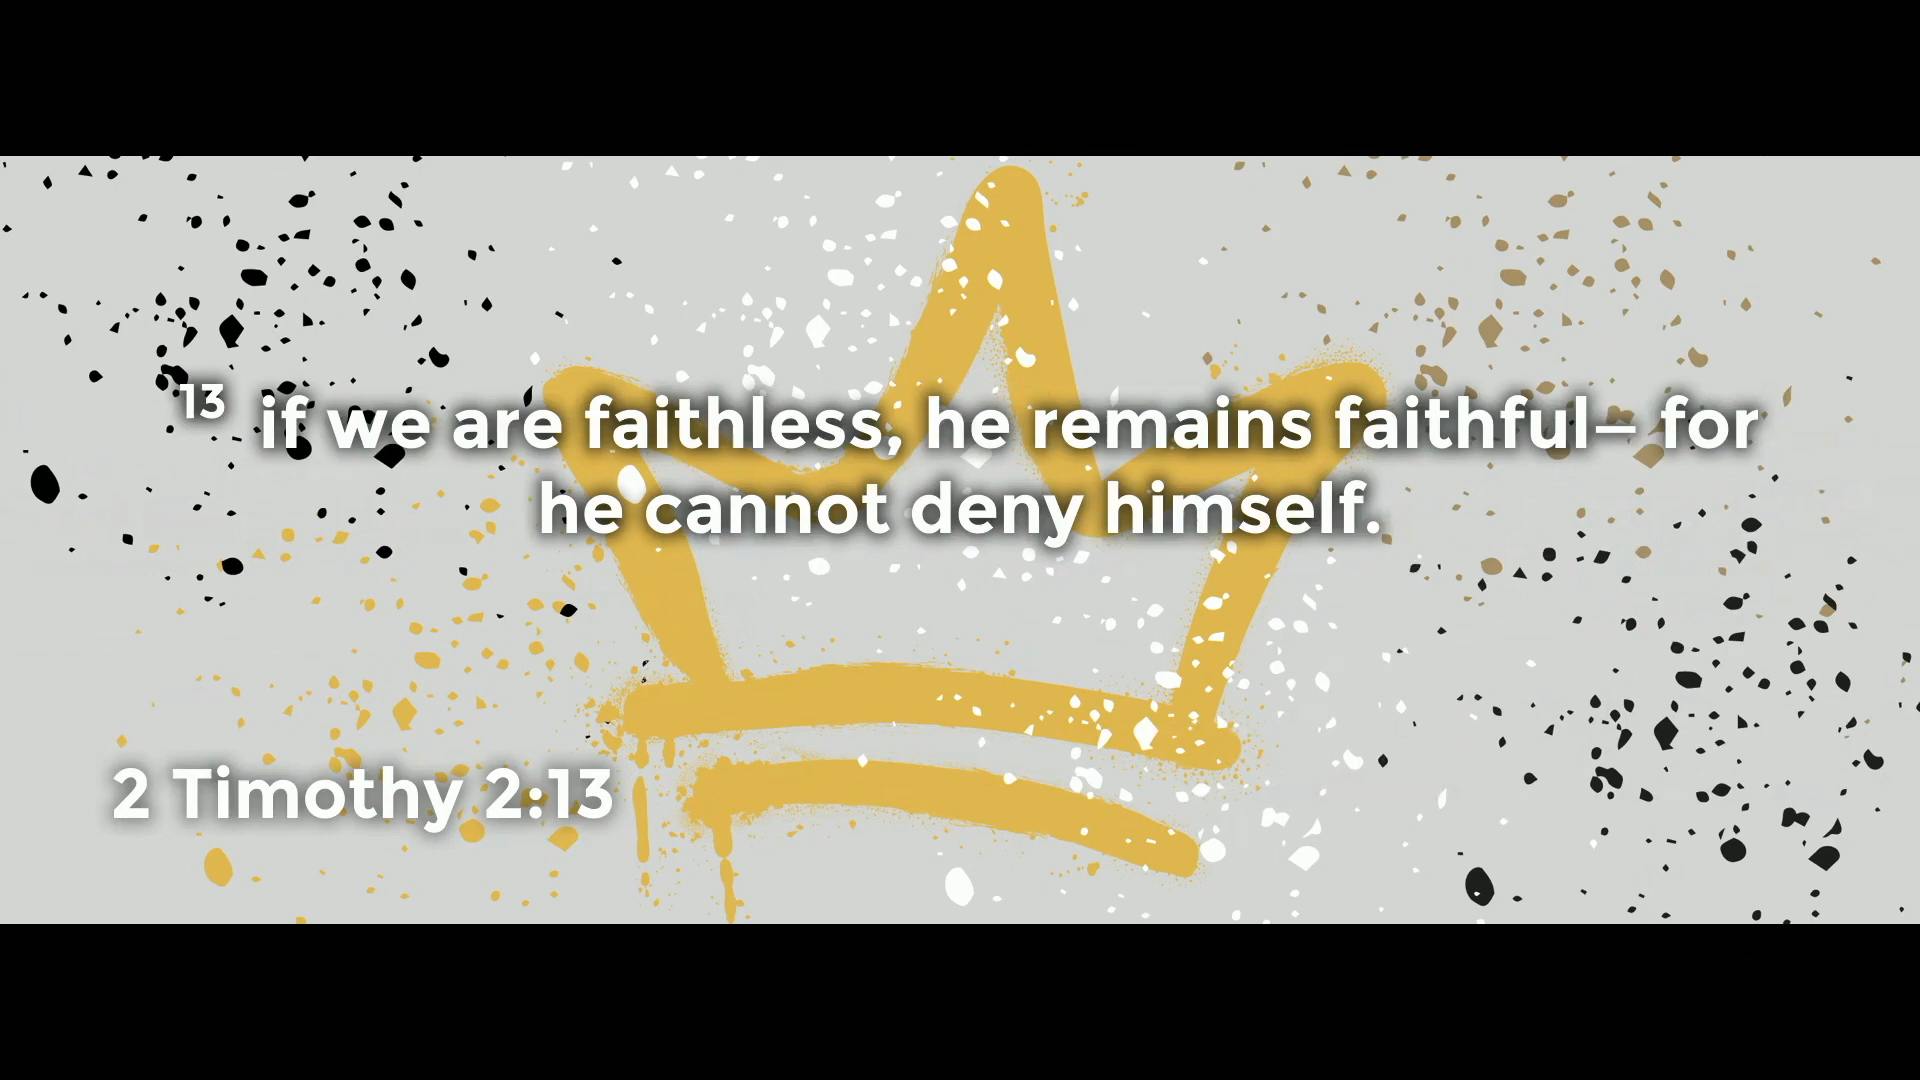 13 if we are faithless, he remains faithful– for
he cannot deny himself.
2 Timothy 2:13